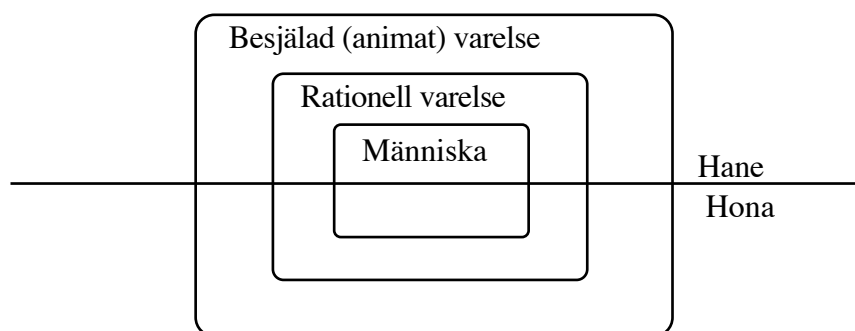 Besjälad (animat) varelse
Rationell varelse
Människa
Hane
Hona